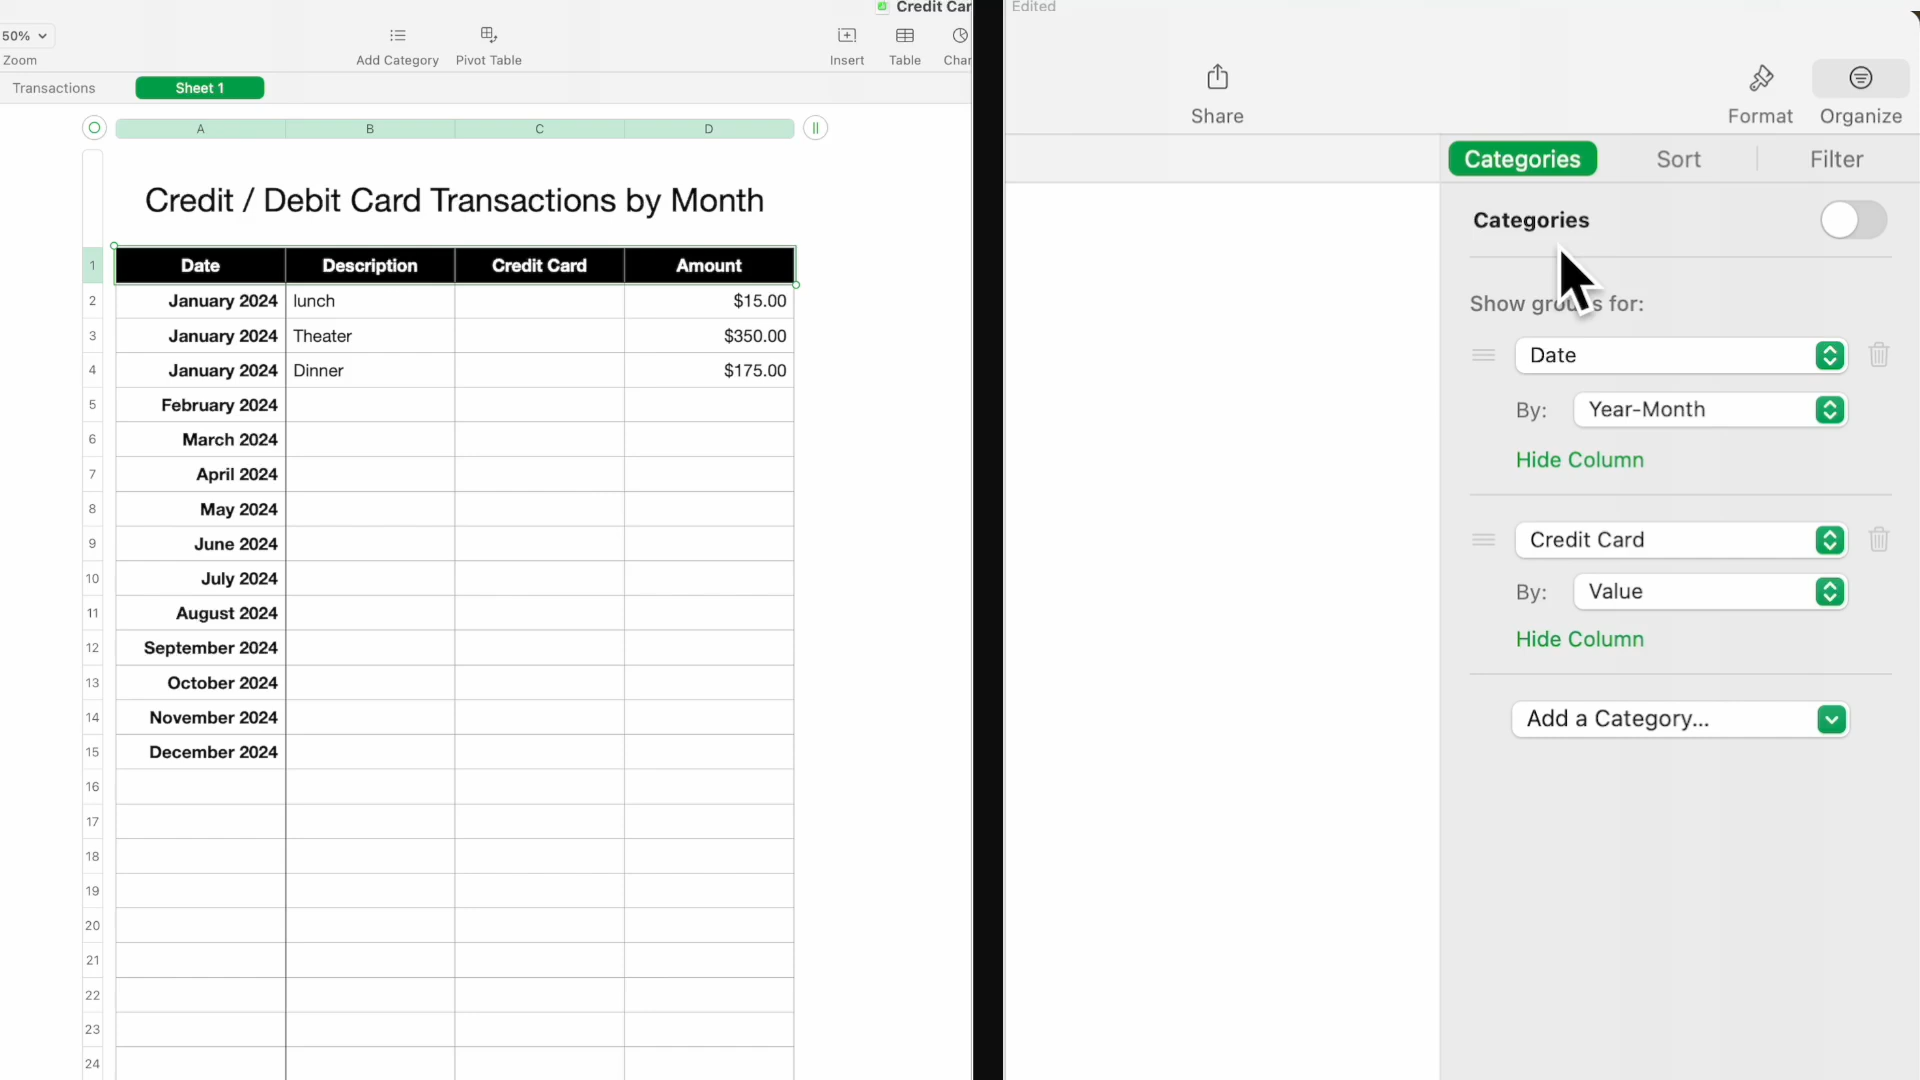 Credit Car
50%
Zoom
Add Category
Pivot Table
Insert
Table
Char
Transactions
Sheet 1
A B C D
Credit / Debit Card Transactions by Month
1 Date Description Credit Card Amount
2 January 2024 lunch $15.00
3 January 2024 Theater $350.00
4 January 2024 Dinner $175.00
5 February 2024
6 March 2024
7 April 2024
8 May 2024
9 June 2024
10 July 2024
11 August 2024
12 September 2024
13 October 2024
14 November 2024
15 December 2024
16
17
18
19
20
21
22
23
24
Edited
Share
Format
Organize
Categories
Sort
Filter
Categories
Show groups for:
Date
By: Year-Month
Hide Column
Credit Card
By: Value
Hide Column
Add a Category...